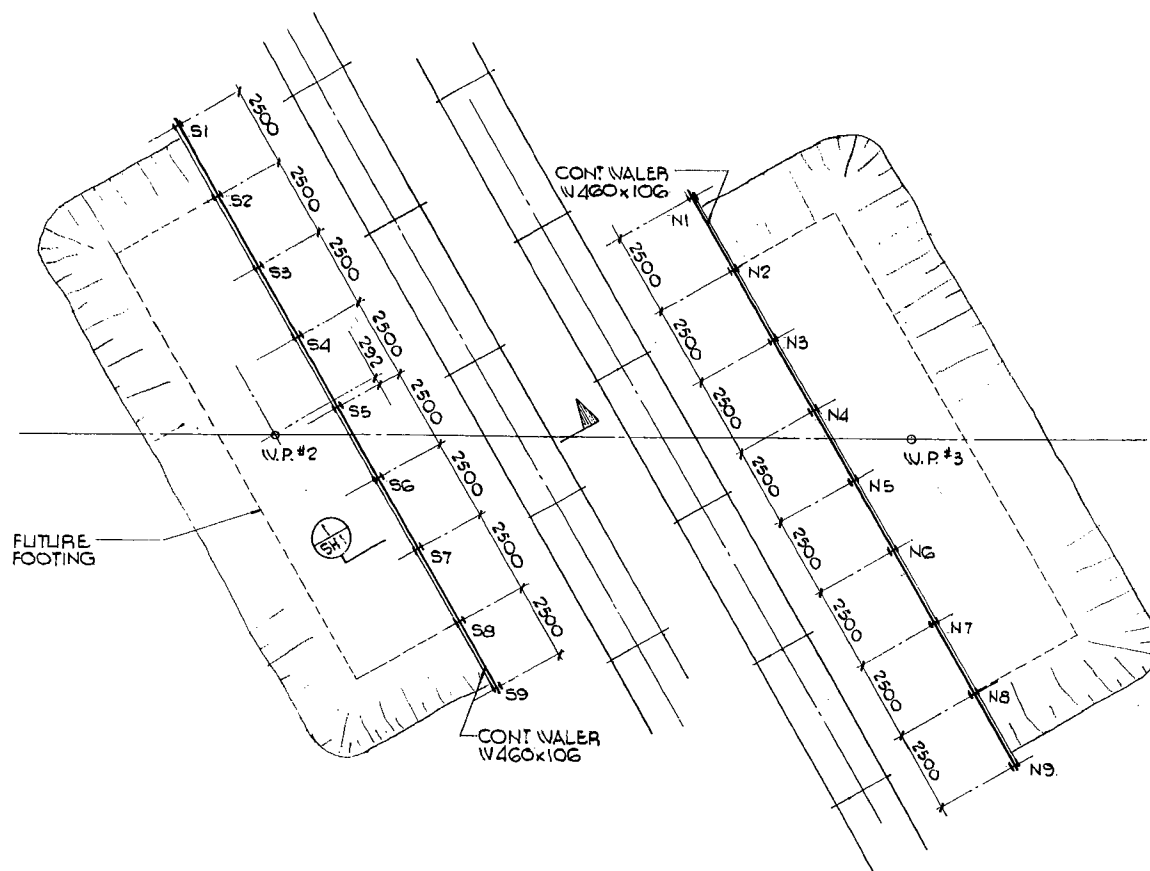 S1
S2
S3
S4
S5
S6
S7
S8
S9
2500
2500
2500
2500
292
2500
2500
2500
2500
W.P. #2
FUTURE
FOOTING
1
SK1
CONT WALER
W460x106
CONT WALER
W460x106
N1
N2
N3
N4
N5
N6
N7
N8
N9
2500
2500
2500
2500
2500
2500
2500
2500
W.P. #3